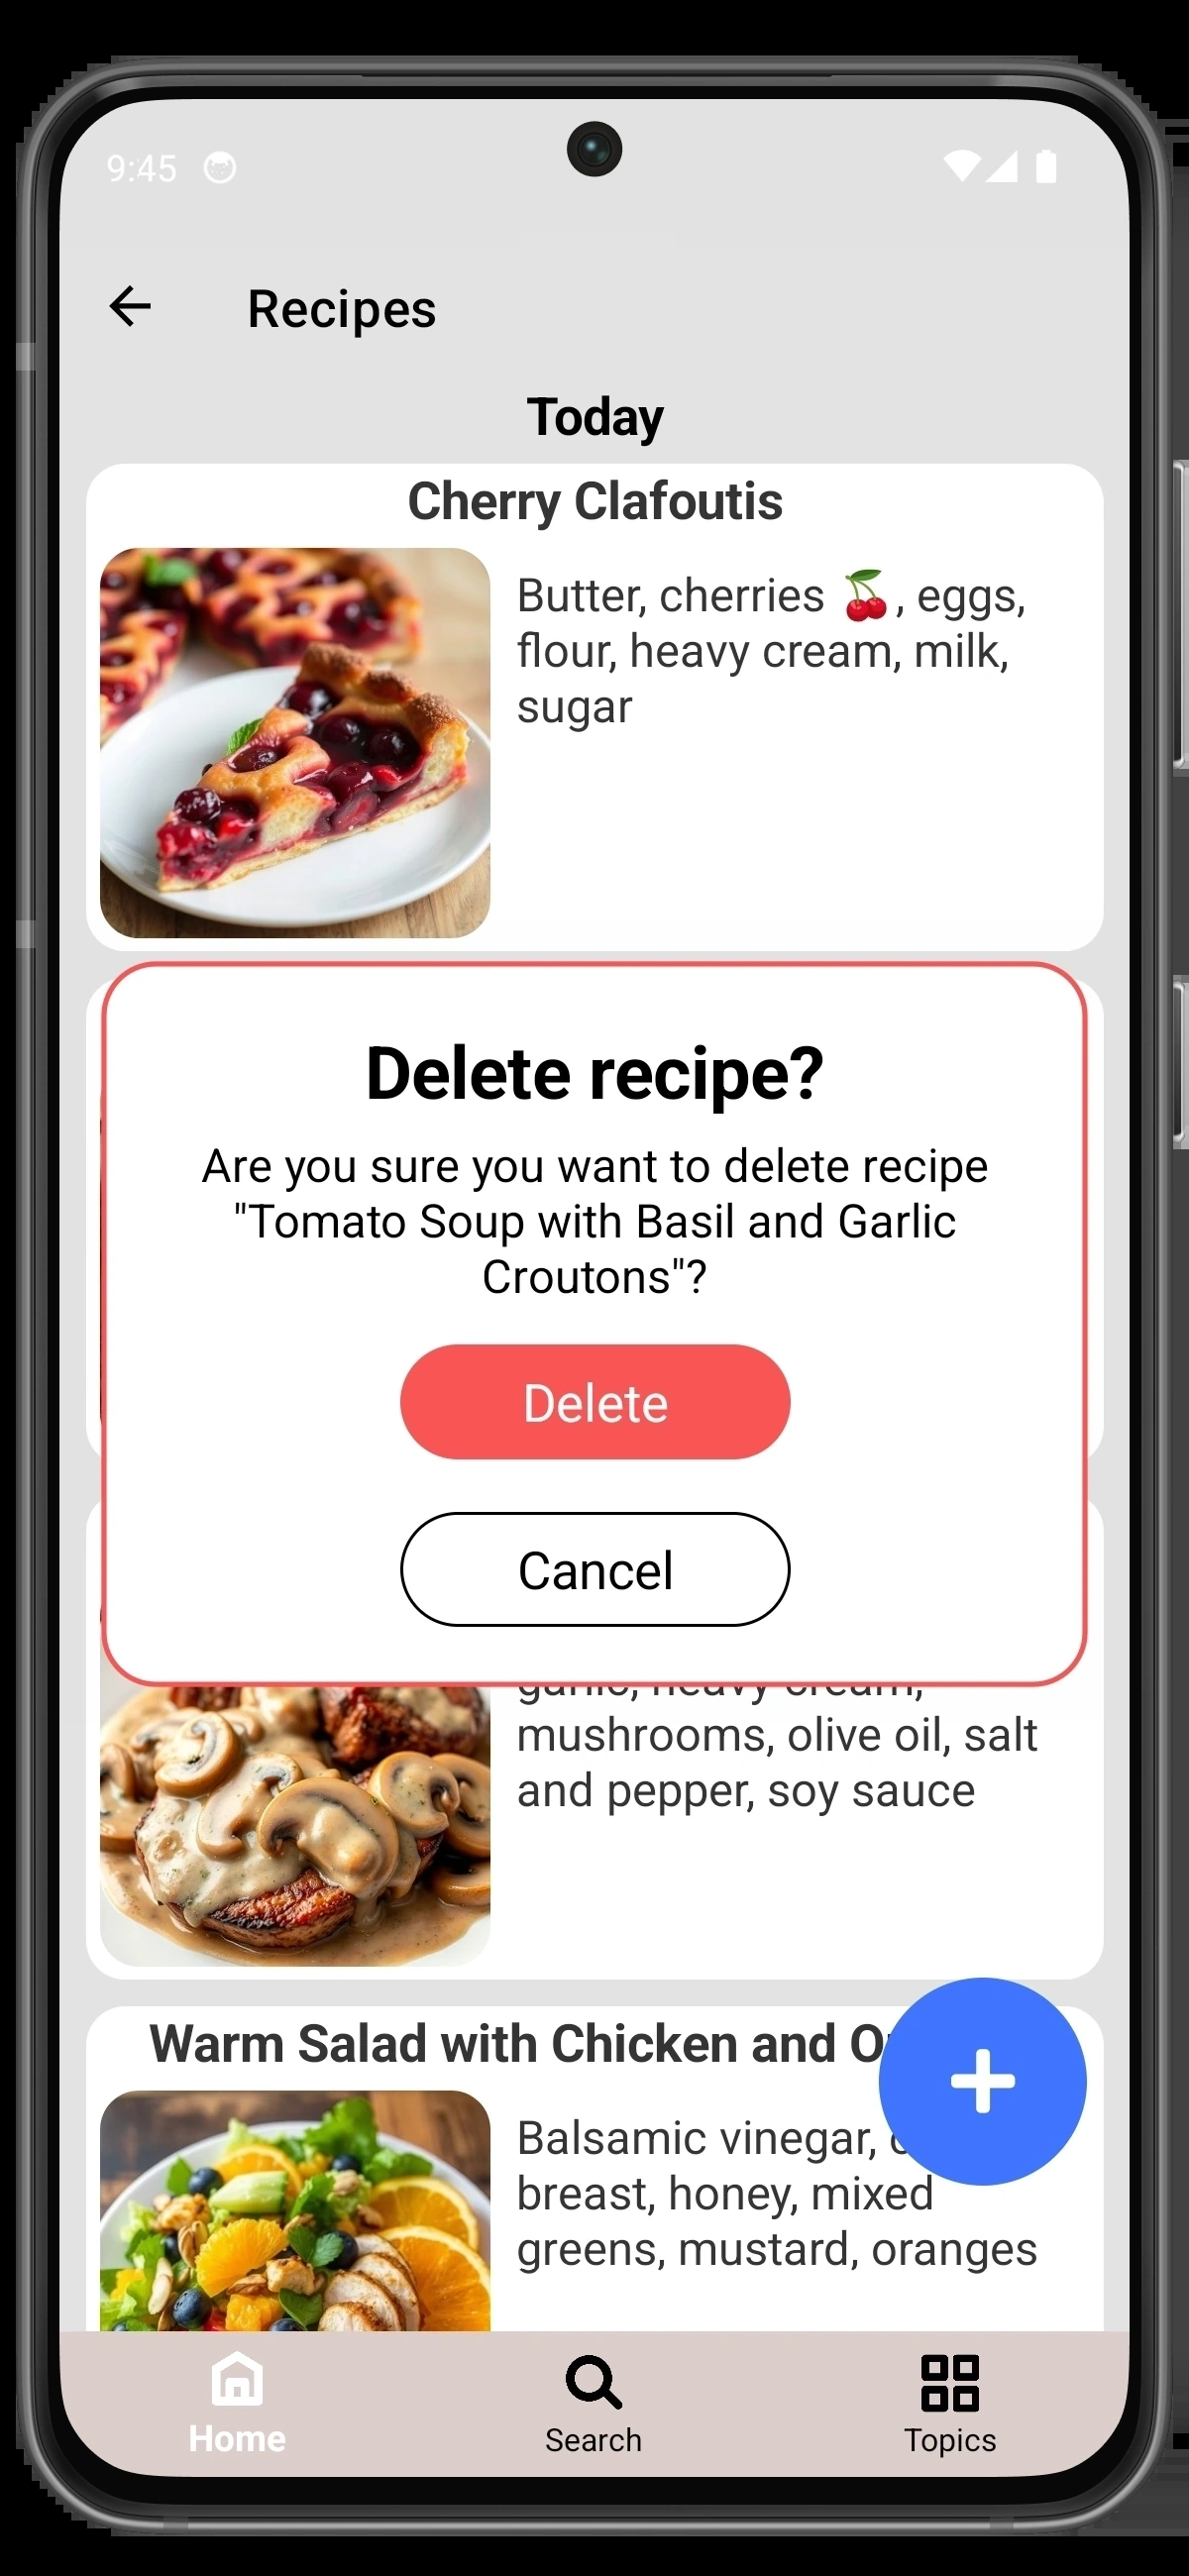 9:45
Recipes
Today
Cherry Clafoutis
Butter, cherries 🍒, eggs,
flour, heavy cream, milk,
sugar
Delete recipe?
Are you sure you want to delete recipe
"Tomato Soup with Basil and Garlic
Croutons"?
Delete
Cancel
garlic, heavy cream,
mushrooms, olive oil, salt
and pepper, soy sauce
Warm Salad with Chicken and
Balsamic vinegar,
breast, honey, mixed
greens, mustard, oranges
Home
Search
Topics